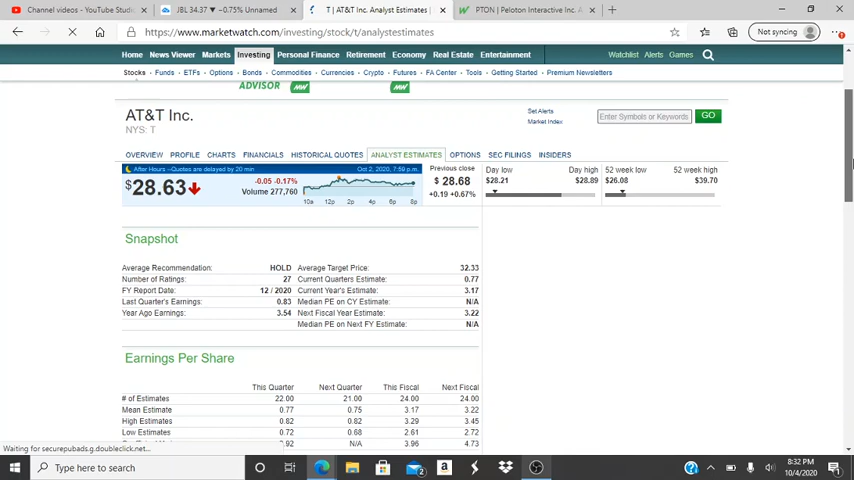 Channel videos - YouTube Studio
JBL 34.37 ▼ −0.75% Unnamed
T | AT&T Inc. Analyst Estimates |
PTON | Peloton Interactive Inc. A
https://www.marketwatch.com/investing/stock/t/analystestimates
Not syncing
Home News Viewer Markets Investing Personal Finance Retirement Economy Real Estate Entertainment Watchlist Alerts Games
Stocks Funds ETFs Options Bonds Commodities Currencies Crypto Futures FA Center Tools Getting Started Premium Newsletters
ADVISOR MW MW
AT&T Inc.
NYS: T
Set Alerts
Market Index
Enter Symbols or Keywords GO
OVERVIEW PROFILE CHARTS FINANCIALS HISTORICAL QUOTES ANALYST ESTIMATES OPTIONS SEC FILINGS INSIDERS
After Hours - Quotes are delayed by 20 min Oct 2, 2020, 7:59 p.m.
$28.63
-0.05 -0.17%
Volume 277,760
10a 12p 2p 4p 6p 8p
Previous close
$ 28.68
+0.19 +0.67%
Day low Day high
$28.21 $28.89
52 week low 52 week high
$26.08 $39.70
Snapshot
Average Recommendation: HOLD Average Target Price: 32.33
Number of Ratings: 27 Current Quarters Estimate: 0.77
FY Report Date: 12 / 2020 Current Year's Estimate: 3.17
Last Quarter's Earnings: 0.83 Median PE on CY Estimate: N/A
Year Ago Earnings: 3.54 Next Fiscal Year Estimate: 3.22
Median PE on Next FY Estimate: N/A
Earnings Per Share
This Quarter Next Quarter This Fiscal Next Fiscal
# of Estimates 22.00 21.00 24.00 24.00
Mean Estimate 0.77 0.75 3.17 3.22
High Estimates 0.82 0.82 3.29 3.45
Low Estimates 0.72 0.68 2.61 2.72
.92 N/A 3.96 4.73
Waiting for securepubads.g.doubleclick.net...
Type here to search
8:32 PM
10/4/2020